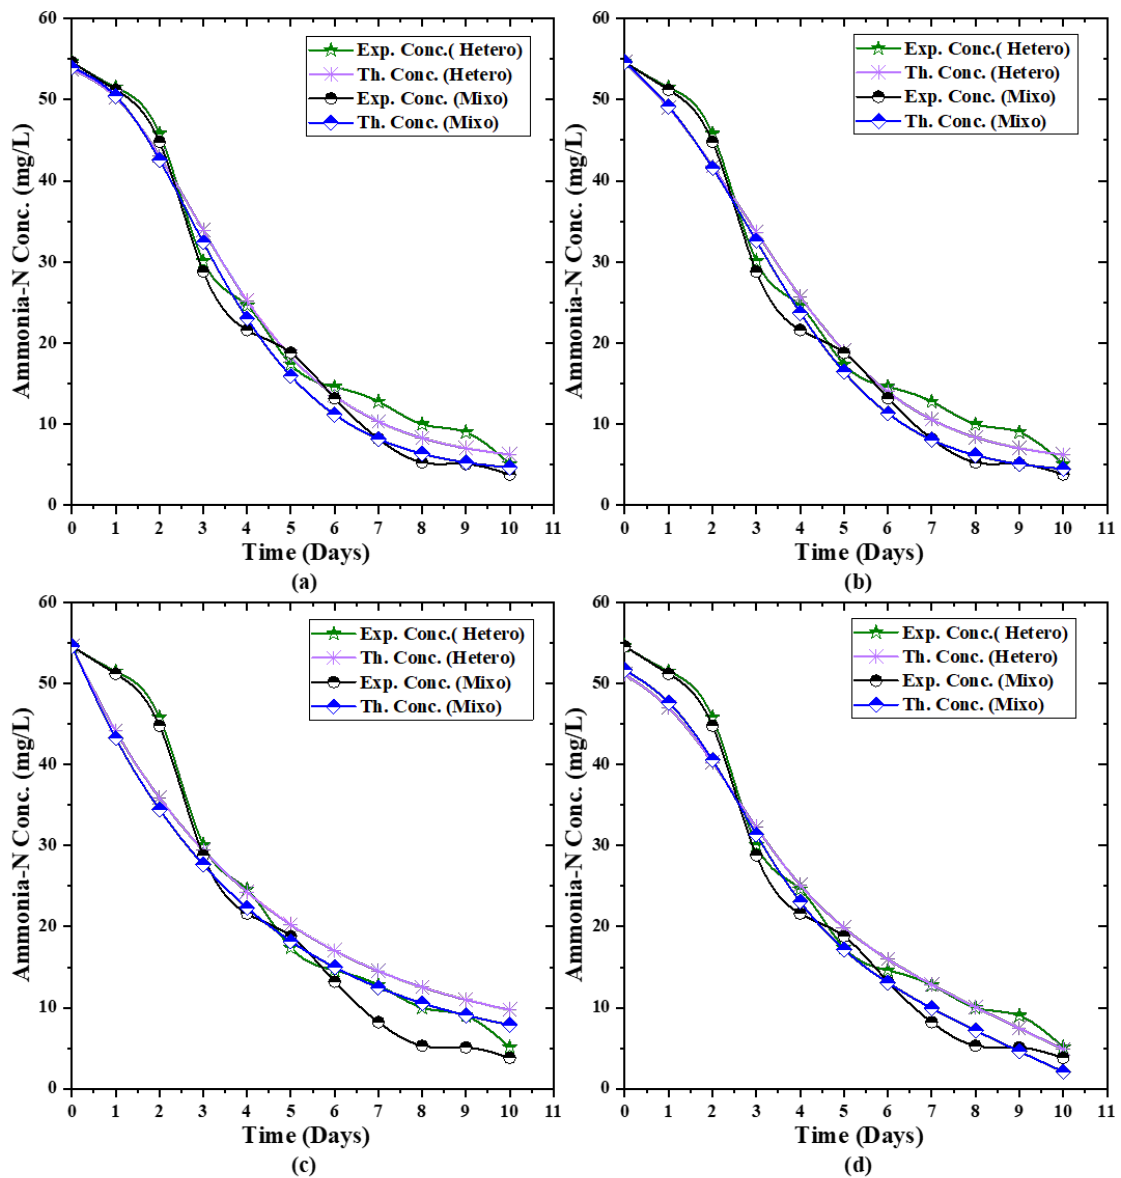 Exp. Conc.( Hetero)
Th. Conc. (Hetero)
Exp. Conc. (Mixo)
Th. Conc. (Mixo)
Ammonia-N Conc. (mg/L)
60
50
40
30
20
10
0
0 1 2 3 4 5 6 7 8 9 10 11
Time (Days)
(a)
Exp. Conc.( Hetero)
Th. Conc. (Hetero)
Exp. Conc. (Mixo)
Th. Conc. (Mixo)
Ammonia-N Conc. (mg/L)
60
50
40
30
20
10
0
0 1 2 3 4 5 6 7 8 9 10 11
Time (Days)
(b)
Exp. Conc.( Hetero)
Th. Conc. (Hetero)
Exp. Conc. (Mixo)
Th. Conc. (Mixo)
Ammonia-N Conc. (mg/L)
60
50
40
30
20
10
0
0 1 2 3 4 5 6 7 8 9 10 11
Time (Days)
(c)
Exp. Conc.( Hetero)
Th. Conc. (Hetero)
Exp. Conc. (Mixo)
Th. Conc. (Mixo)
Ammonia-N Conc. (mg/L)
60
50
40
30
20
10
0
0 1 2 3 4 5 6 7 8 9 10 11
Time (Days)
(d)